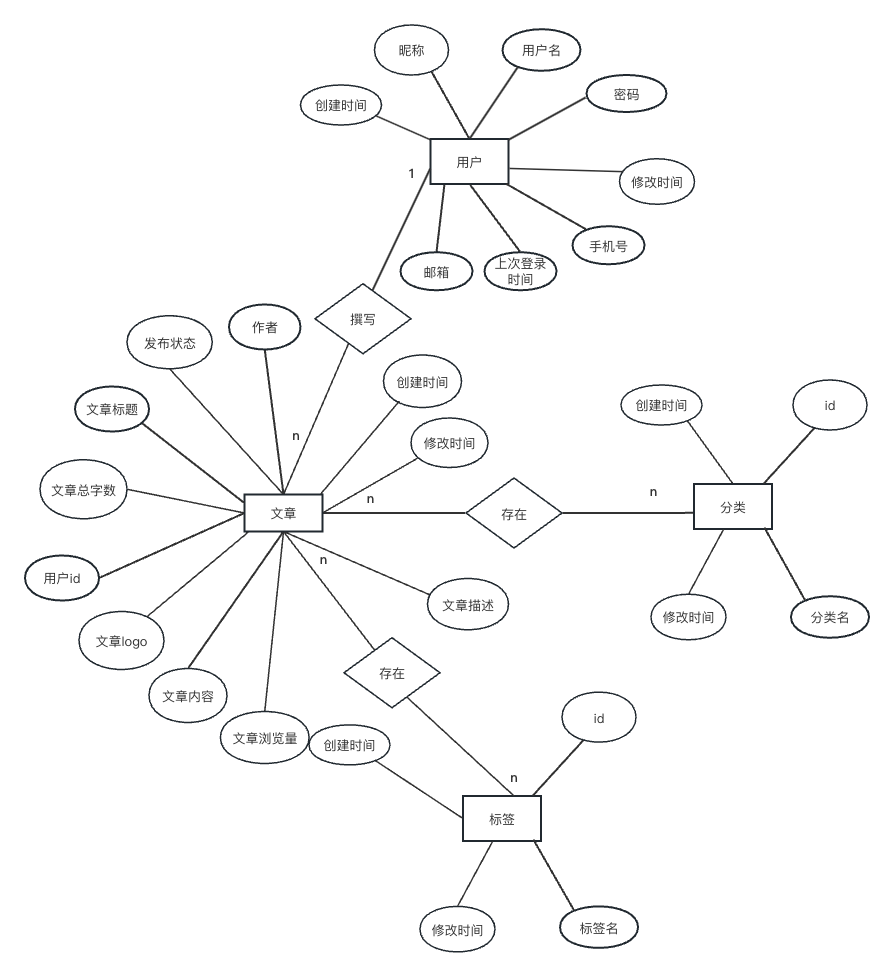 昵称
用户名
密码
创建时间
用户
1
修改时间
手机号
邮箱
上次登录
时间
撰写
作者
发布状态
创建时间
文章标题
修改时间
n
创建时间
id
文章总字数
n
n
文章
存在
分类
n
用户id
文章描述
文章logo
分类名
修改时间
存在
文章内容
文章浏览量
创建时间
id
n
标签
修改时间
标签名